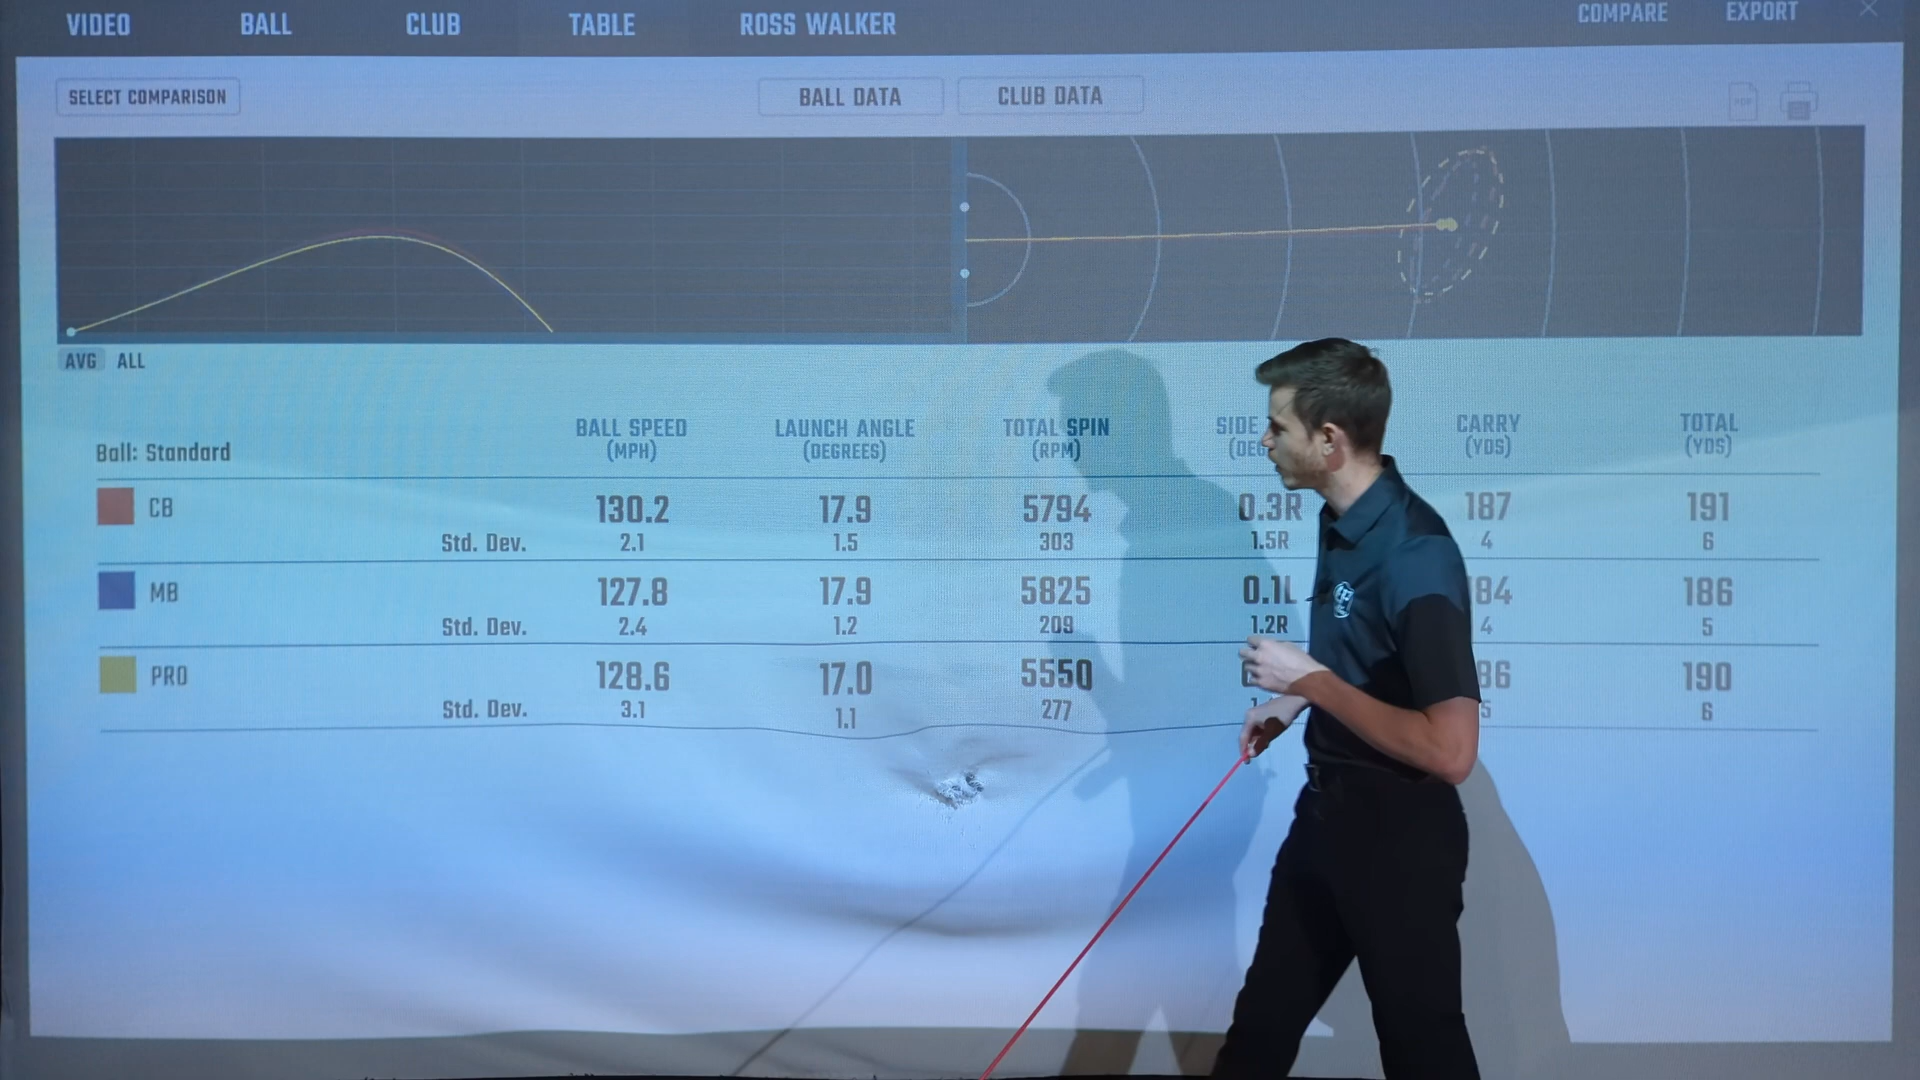 VIDEO BALL CLUB TABLE ROSS WALKER COMPARE EXPORT
SELECT COMPARISON BALL DATA CLUB DATA
PDF
AVG ALL
BALL SPEED LAUNCH ANGLE TOTAL SPIN SIDE CARRY TOTAL
Ball: Standard (MPH) (DEGREES) (RPM) (YDS) (YDS)
CB 130.2 17.9 5794 0.3R 187 191
Std. Dev. 2.1 1.5 303 1.5R 4 6
MB 127.8 17.9 5825 0.1L 84 186
Std. Dev. 2.4 1.2 209 1.2R 4 5
PRO 128.6 17.0 5550 86 190
Std. Dev. 3.1 1.1 277 5 6